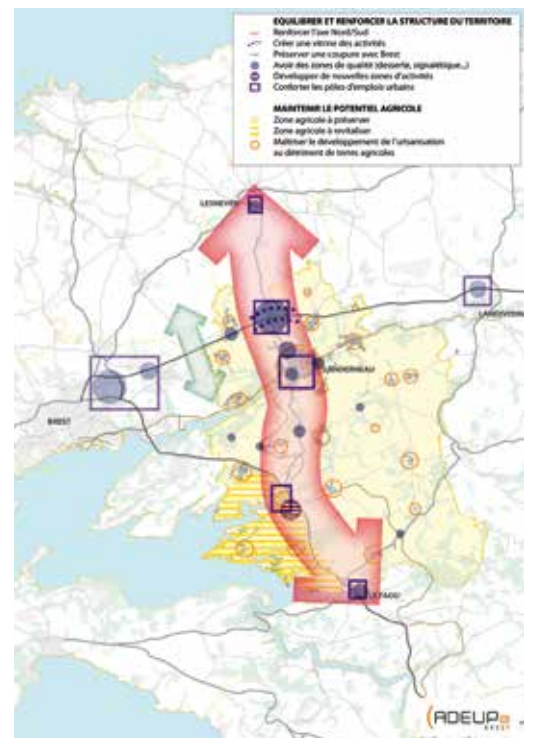 EQUILIBRER ET RENFORCER LA STRUCTURE DU TERRITOIRE
Renforcer l'axe Nord/Sud
Créer une vitrine des activités
Préserver une coupure avec Brest
Avoir des zones de qualité (desserte, signalétique...)
Développer de nouvelles zones d'activités
Conforter les pôles d'emplois urbains
MAINTENIR LE POTENTIEL AGRICOLE
Zone agricole à préserver
Zone agricole à revitaliser
Maîtriser le développement de l'urbanisation
au détriment de terres agricoles
LESNEVEN
LANDIVISIAU
LANDERNEAU
BREST
LE FAOU
ADEUPa
BREST